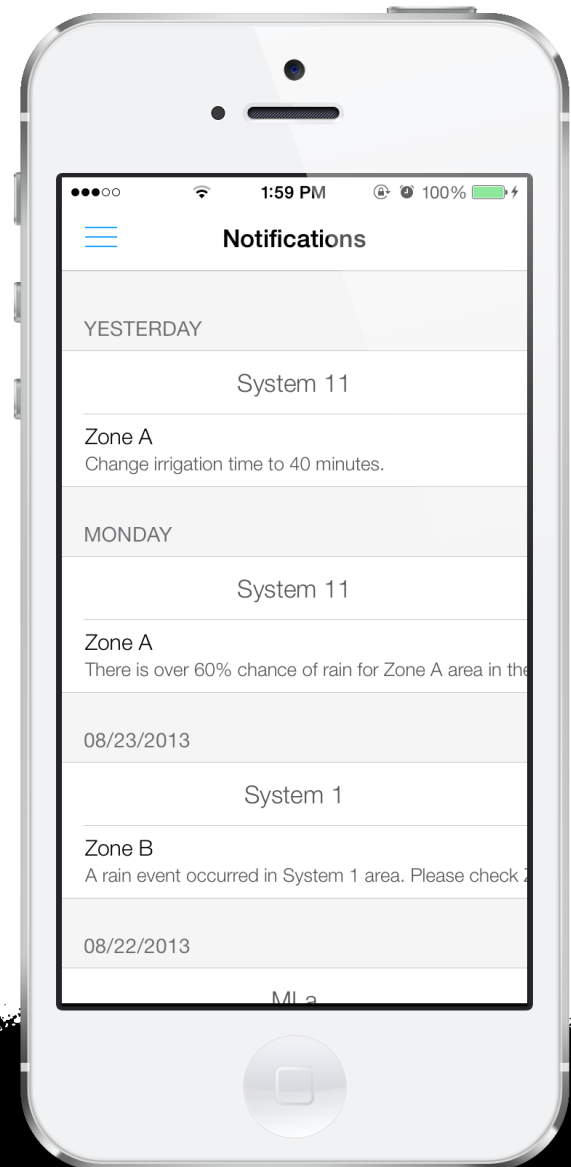 1:59 PM 100%
Notifications
YESTERDAY
System 11
Zone A
Change irrigation time to 40 minutes.
MONDAY
System 11
Zone A
There is over 60% chance of rain for Zone A area in the
08/23/2013
System 1
Zone B
A rain event occurred in System 1 area. Please check
08/22/2013